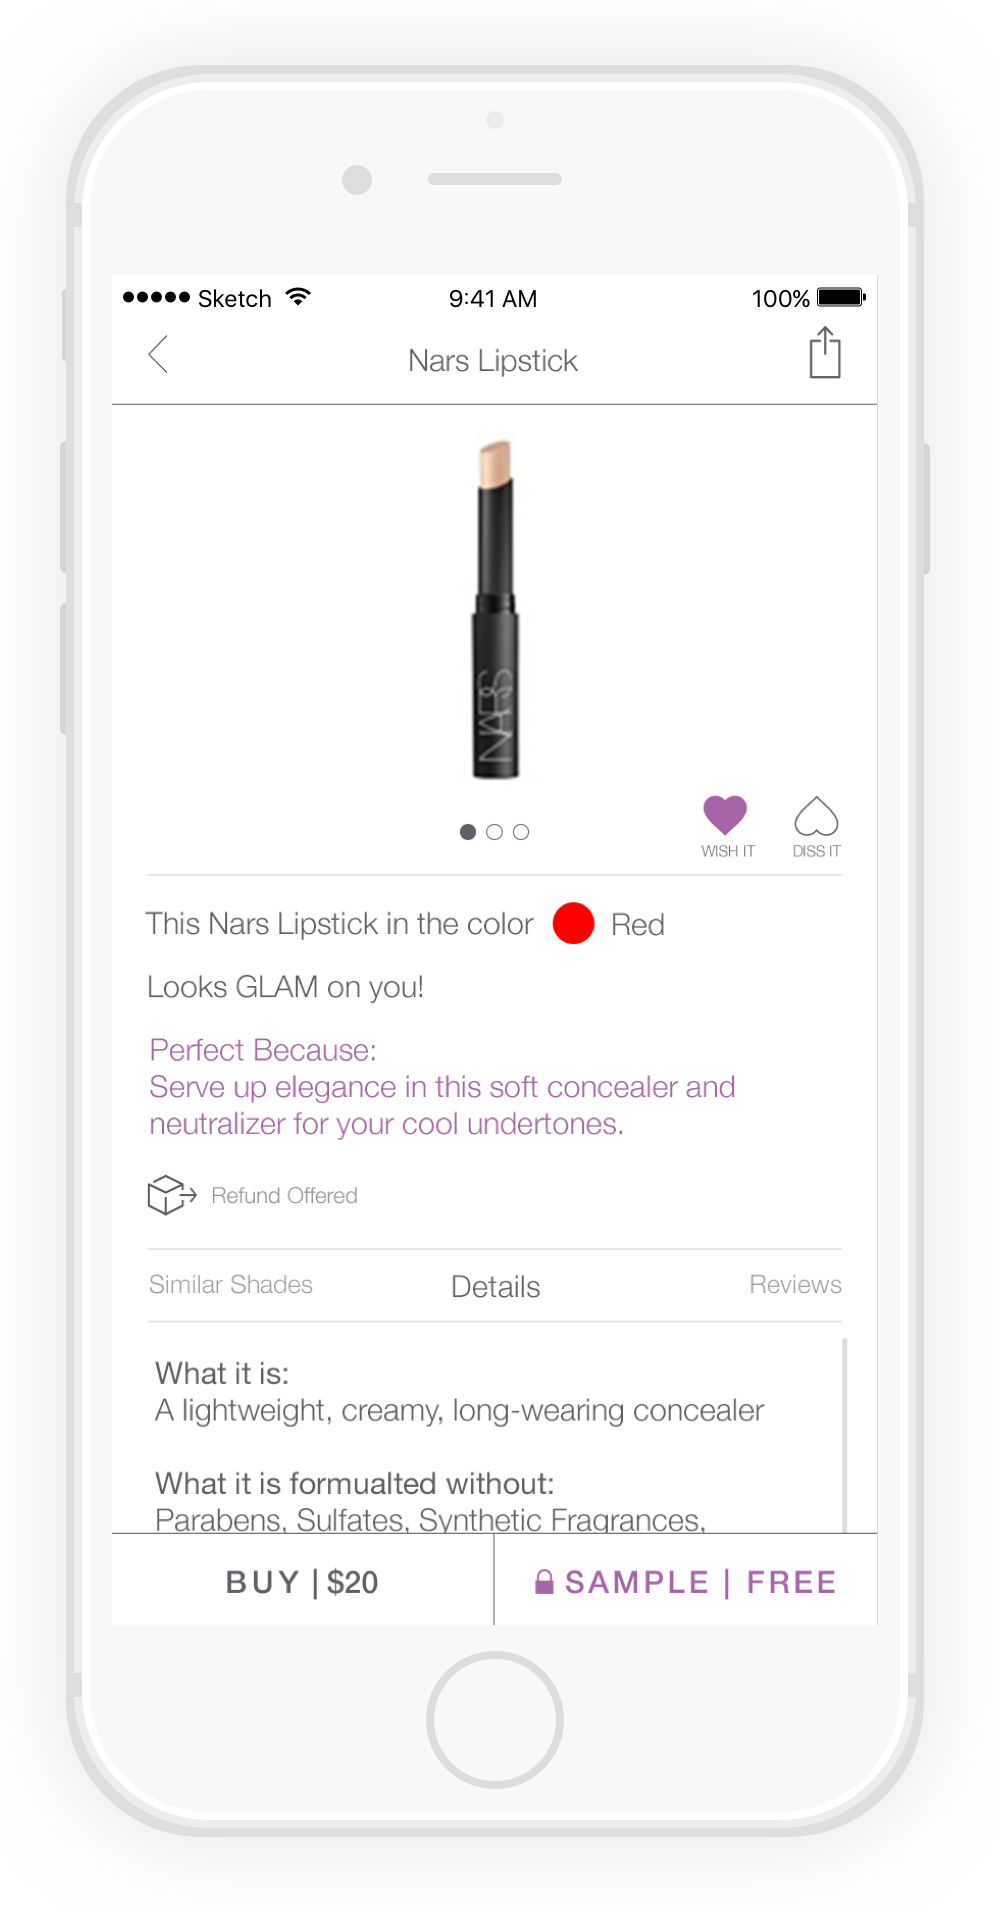 Sketch 9:41 AM 100%
Nars Lipstick
NARS
WISH IT DISS IT
This Nars Lipstick in the color Red
Looks GLAM on you!
Perfect Because:
Serve up elegance in this soft concealer and
neutralizer for your cool undertones.
Refund Offered
Similar Shades Details Reviews
What it is:
A lightweight, creamy, long-wearing concealer
What it is formualted without:
Parabens, Sulfates, Synthetic Fragrances,
BUY | $20 SAMPLE | FREE